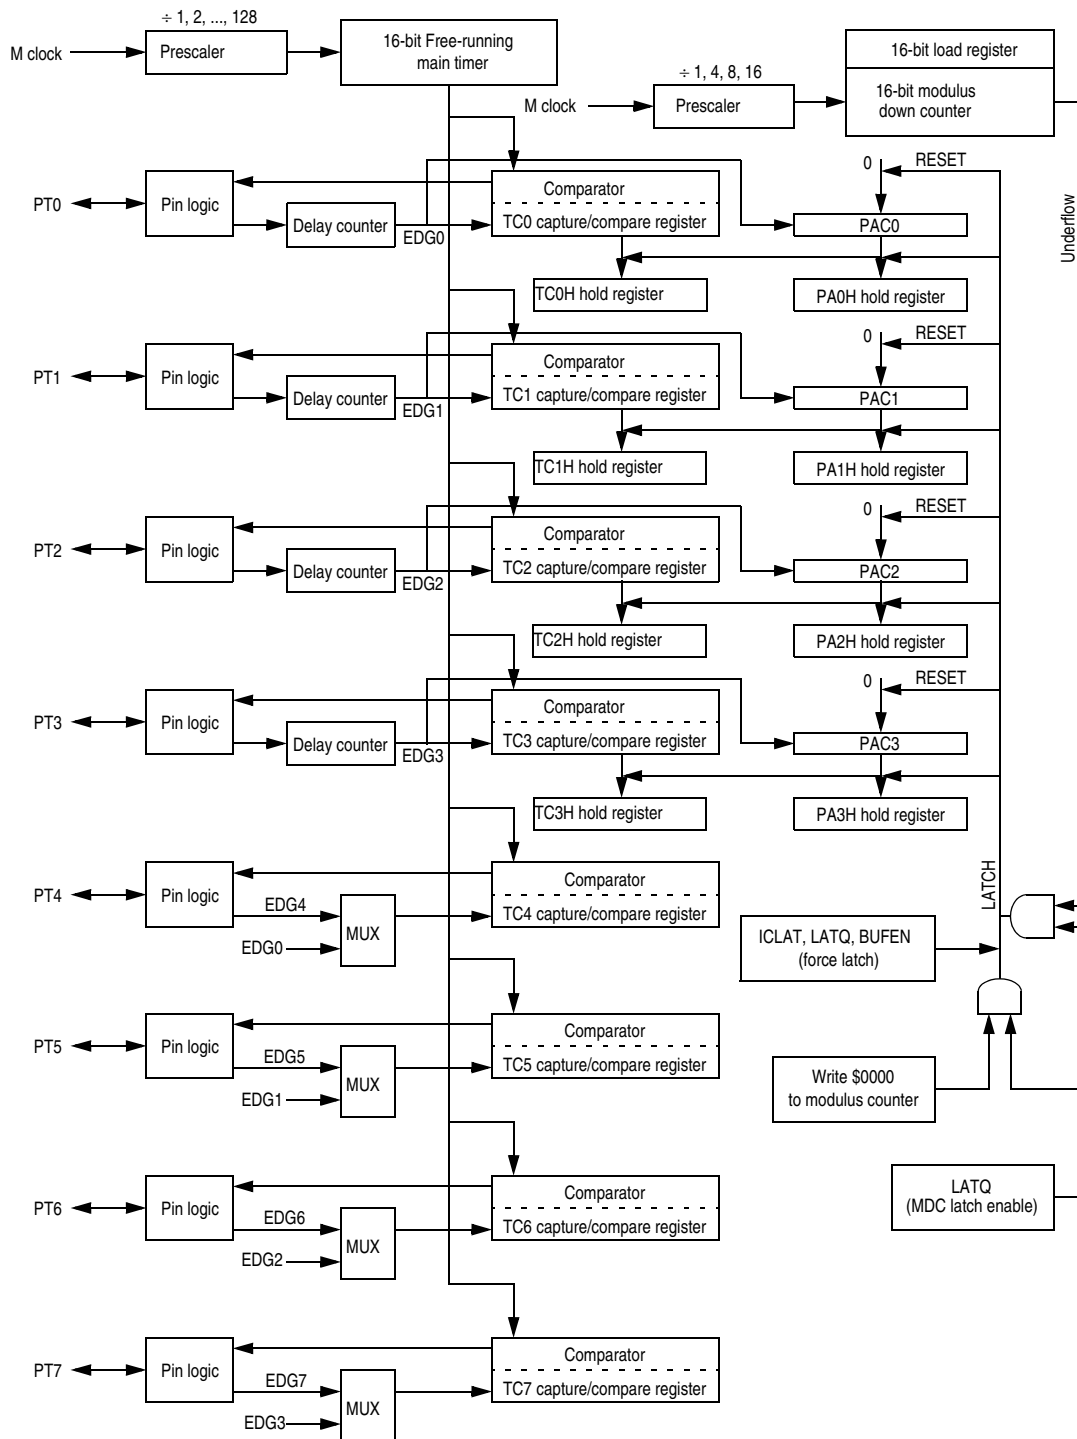 ÷ 1, 2, ..., 128
M clock
Prescaler
16-bit Free-running
main timer
÷ 1, 4, 8, 16
M clock
Prescaler
16-bit load register
16-bit modulus
down counter
Underflow
PT0
Pin logic
Delay counter
EDG0
Comparator
TC0 capture/compare register
TC0H hold register
0
RESET
PAC0
PA0H hold register
PT1
Pin logic
Delay counter
EDG1
Comparator
TC1 capture/compare register
TC1H hold register
0
RESET
PAC1
PA1H hold register
PT2
Pin logic
Delay counter
EDG2
Comparator
TC2 capture/compare register
TC2H hold register
0
RESET
PAC2
PA2H hold register
PT3
Pin logic
Delay counter
EDG3
Comparator
TC3 capture/compare register
TC3H hold register
0
RESET
PAC3
PA3H hold register
PT4
Pin logic
EDG4
EDG0
MUX
Comparator
TC4 capture/compare register
LATCH
ICLAT, LATQ, BUFEN
(force latch)
PT5
Pin logic
EDG5
EDG1
MUX
Comparator
TC5 capture/compare register
Write $0000
to modulus counter
PT6
Pin logic
EDG6
EDG2
MUX
Comparator
TC6 capture/compare register
LATQ
(MDC latch enable)
PT7
Pin logic
EDG7
EDG3
MUX
Comparator
TC7 capture/compare register